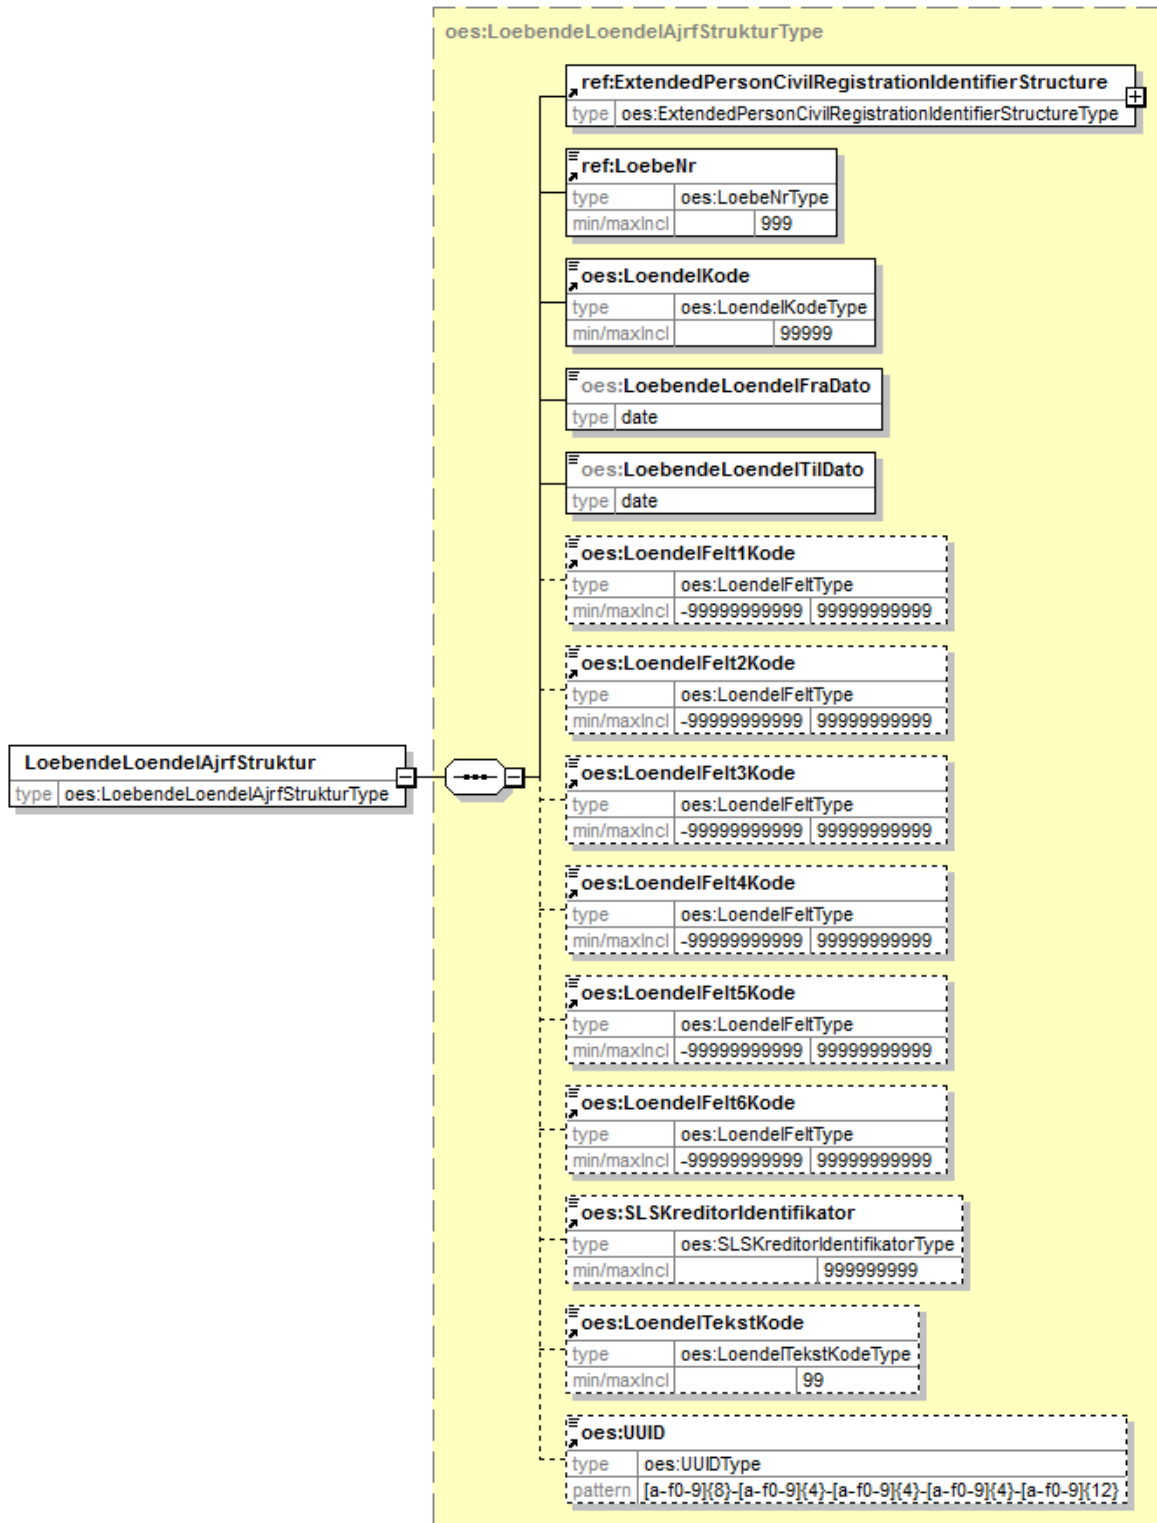 oes:LoebendeLoendelAjrfStrukturType
ref:ExtendedPersonCivilRegistrationIdentifierStructure
type oes:ExtendedPersonCivilRegistrationIdentifierStructureType
ref:LoebeNr
type oes:LoebeNrType
min/maxIncl 999
oes:LoendelKode
type oes:LoendelKodeType
min/maxIncl 99999
oes:LoebendeLoendelFraDato
type date
oes:LoebendeLoendelTilDato
type date
oes:LoendelFelt1Kode
type oes:LoendelFeltType
min/maxIncl -99999999999 99999999999
oes:LoendelFelt2Kode
type oes:LoendelFeltType
min/maxIncl -99999999999 99999999999
LoebendeLoendelAjrfStruktur
type oes:LoebendeLoendelAjrfStrukturType
oes:LoendelFelt3Kode
type oes:LoendelFeltType
min/maxIncl -99999999999 99999999999
oes:LoendelFelt4Kode
type oes:LoendelFeltType
min/maxIncl -99999999999 99999999999
oes:LoendelFelt5Kode
type oes:LoendelFeltType
min/maxIncl -99999999999 99999999999
oes:LoendelFelt6Kode
type oes:LoendelFeltType
min/maxIncl -99999999999 99999999999
oes:SLSKreditorIdentifikator
type oes:SLSKreditorIdentifikatorType
min/maxIncl 999999999
oes:LoendelTekstKode
type oes:LoendelTekstKodeType
min/maxIncl 99
oes:UUID
type oes:UUIDType
pattern [a-f0-9]{8}-[a-f0-9]{4}-[a-f0-9]{4}-[a-f0-9]{4}-[a-f0-9]{12}